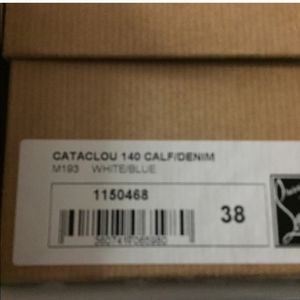 CATACLOU 140 CALF/DENIM
M193 WHITE/BLUE
1150468
38